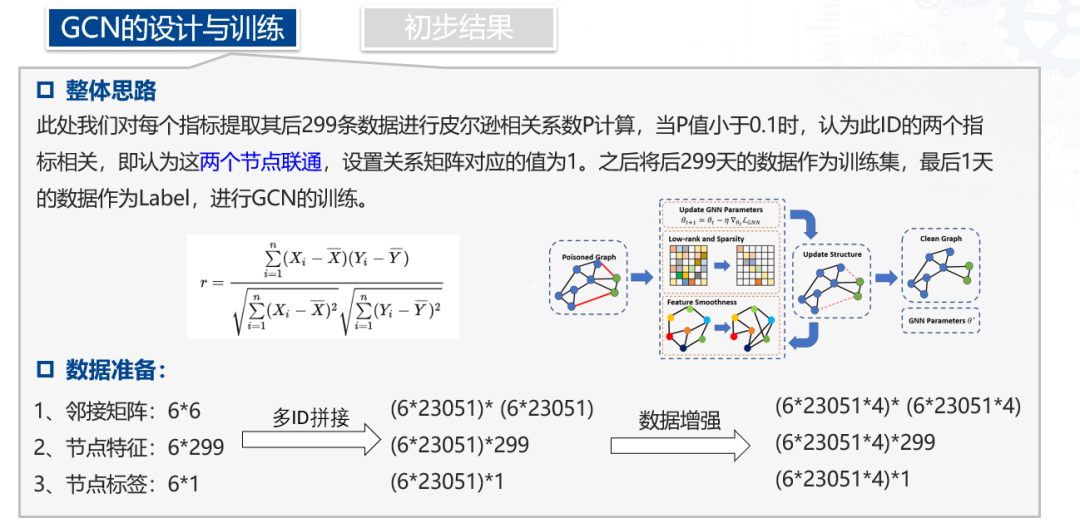 GCN的设计与训练
初步结果
整体思路
此处我们对每个指标提取其后299条数据进行皮尔逊相关系数P计算，当P值小于0.1时，认为此ID的两个指
标相关，即认为这两个节点联通，设置关系矩阵对应的值为1。之后将后299天的数据作为训练集，最后1天
的数据作为Label，进行GCN的训练。
r = \frac{\sum_{i=1}^{n}(X_i - \overline{X})(Y_i - \overline{Y})}{\sqrt{\sum_{i=1}^{n}(X_i - \overline{X})^2}\sqrt{\sum_{i=1}^{n}(Y_i - \overline{Y})^2}}
Poisoned Graph
Update GNN Parameters
θ_{t+1} = θ_t − η ∇_{θ_t} ℒ_{GNN}
Low-rank and Sparsity
Feature Smoothness
Update Structure
Clean Graph
GNN Parameters θ*
数据准备：
1、邻接矩阵：6*6
2、节点特征：6*299
3、节点标签：6*1
多ID拼接
(6*23051)* (6*23051)
(6*23051)*299
(6*23051)*1
数据增强
(6*23051*4)* (6*23051*4)
(6*23051*4)*299
(6*23051*4)*1